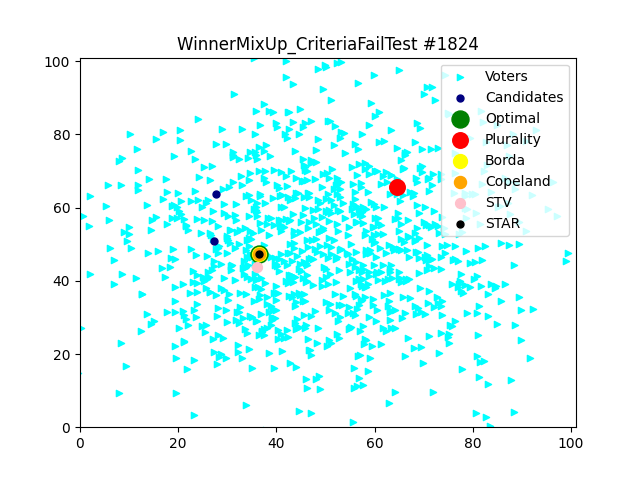 WinnerMixUp_CriteriaFailTest #1824
100
80
60
40
20
0
0
20
40
60
80
100
Voters
Candidates
Optimal
Plurality
Borda
Copeland
STV
STAR